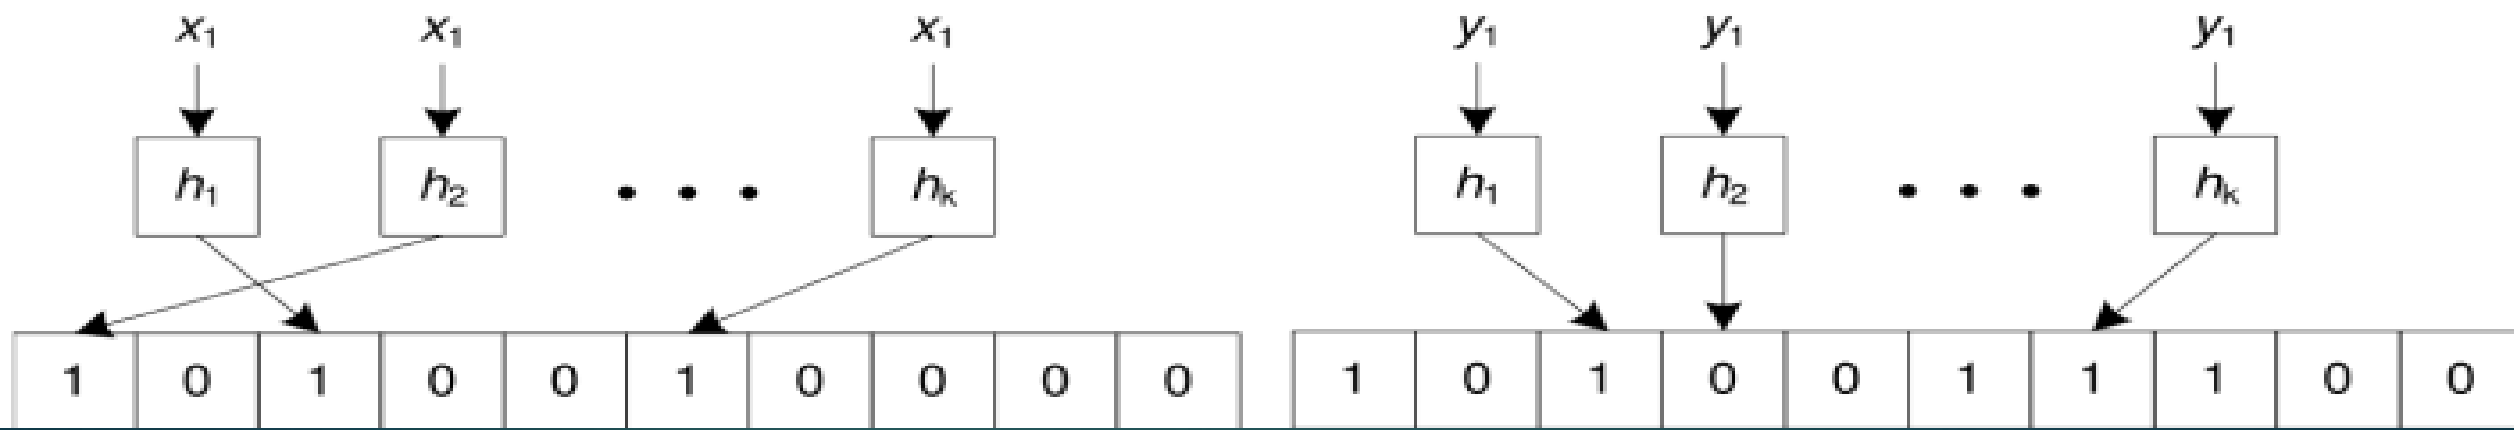 x₁ x₁ x₁ y₁ y₁ y₁
h₁ h₂ • • • hₖ h₁ h₂ • • • hₖ
1 0 1 0 0 1 0 0 0 0 1 0 1 0 0 1 1 1 0 0